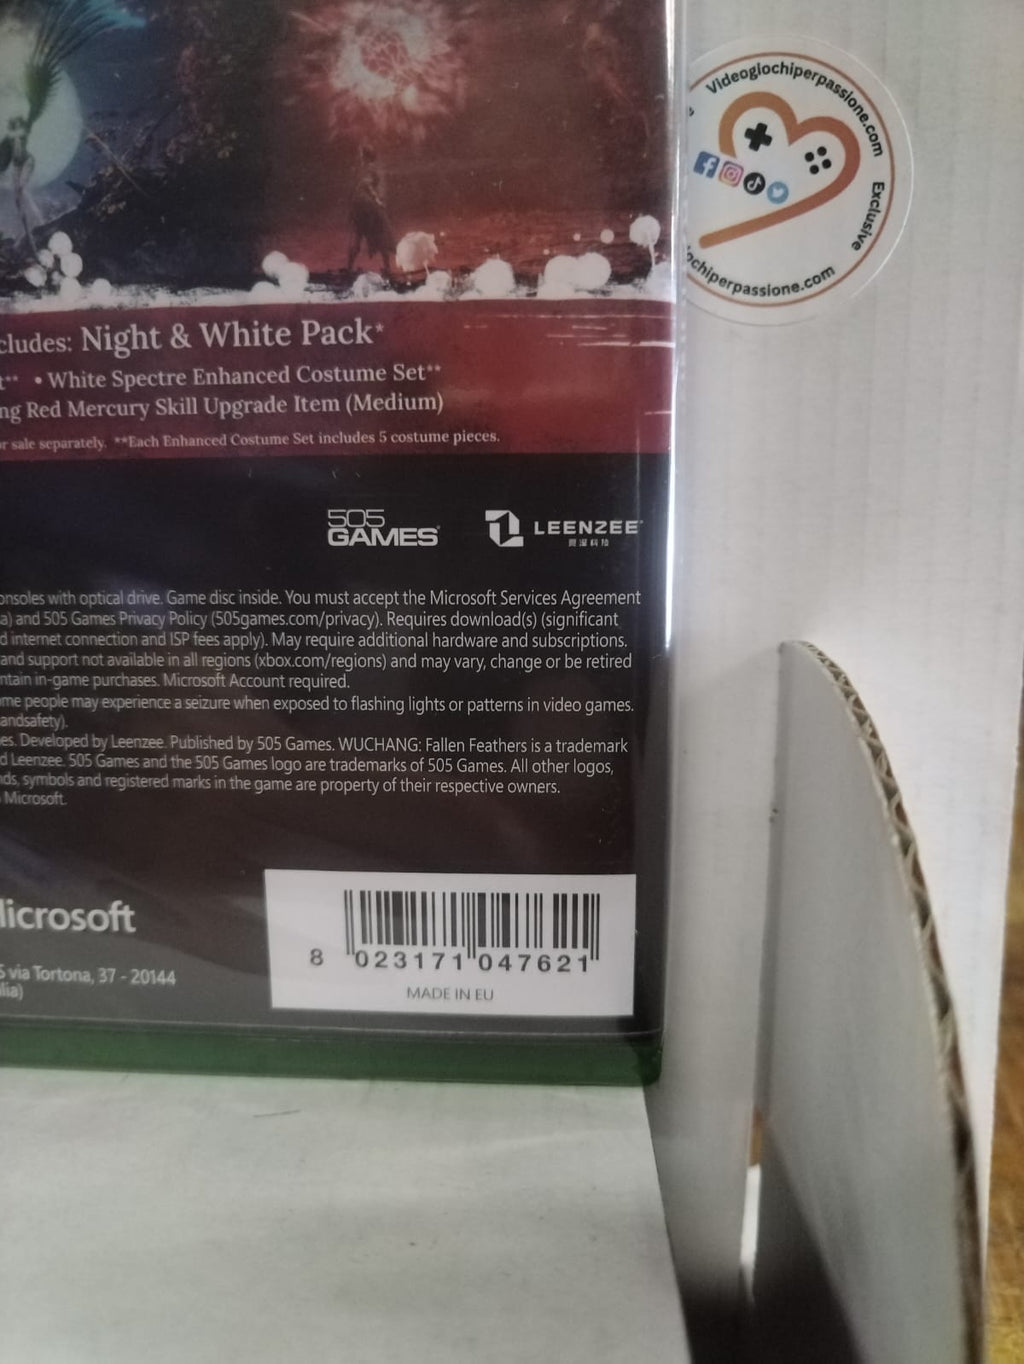 Videogiochiperpassione.com
Exclusive
ochiperpassione.com
cludes: Night & White Pack*
t** • White Spectre Enhanced Costume Set**
ng Red Mercury Skill Upgrade Item (Medium)
r sale separately. **Each Enhanced Costume Set includes 5 costume pieces.
505
GAMES
LEENZEE
onsoles with optical drive. Game disc inside. You must accept the Microsoft Services Agreement
a) and 505 Games Privacy Policy (505games.com/privacy). Requires download(s) (significant
d internet connection and ISP fees apply). May require additional hardware and subscriptions.
and support not available in all regions (xbox.com/regions) and may vary, change or be retired
ntain in-game purchases. Microsoft Account required.
me people may experience a seizure when exposed to flashing lights or patterns in video games.
andsafety).
es. Developed by Leenzee. Published by 505 Games. WUCHANG: Fallen Feathers is a trademark
d Leenzee. 505 Games and the 505 Games logo are trademarks of 505 Games. All other logos,
ds, symbols and registered marks in the game are property of their respective owners.
Microsoft.
Microsoft
S via Tortona, 37 - 20144
lia)
8 023171 047621
MADE IN EU